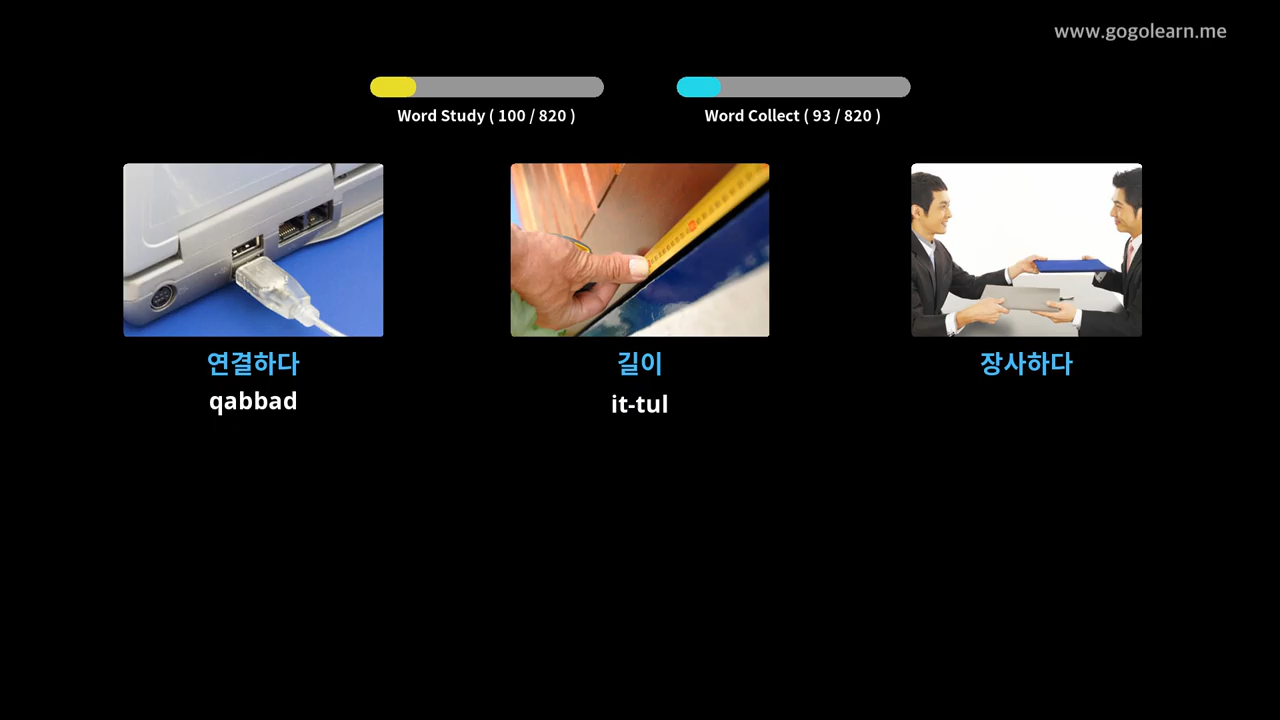 www.gogolearn.me
Word Study ( 100 / 820 )
Word Collect ( 93 / 820 )
연결하다
길이
장사하다
qabbad
it-tul